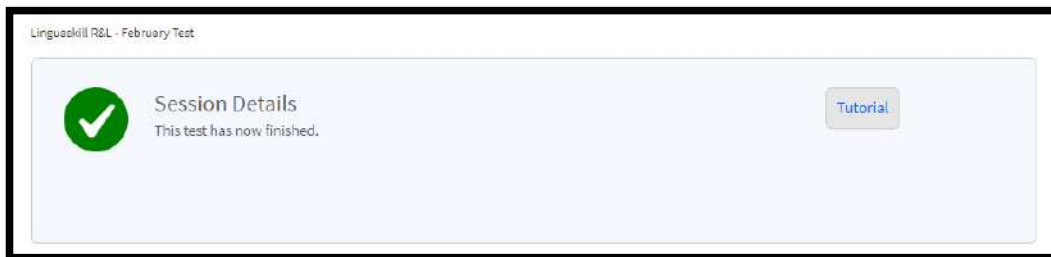 Linguaskill R&L - February Test
Session Details
Tutorial
This test has now finished.